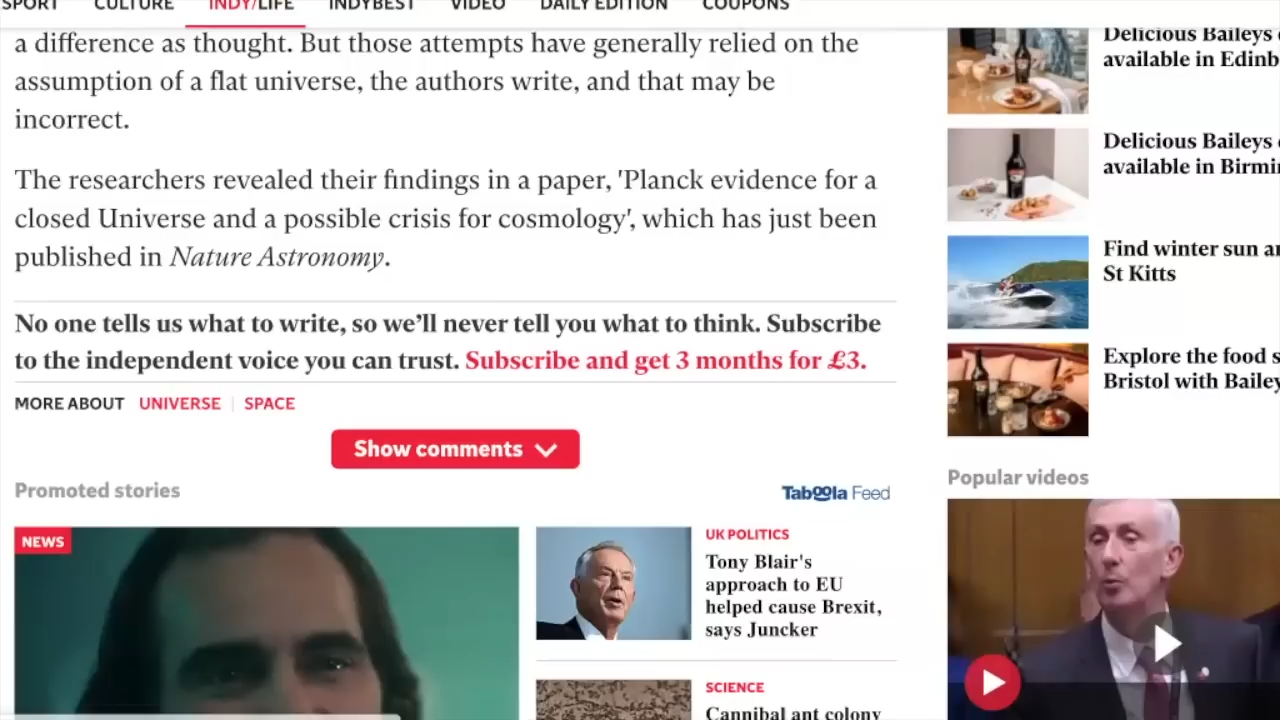 SPORT CULTURE INDY/LIFE INDYBEST VIDEO DAILY EDITION COUPONS
a difference as thought. But those attempts have generally relied on the
assumption of a flat universe, the authors write, and that may be
incorrect.
The researchers revealed their findings in a paper, 'Planck evidence for a
closed Universe and a possible crisis for cosmology', which has just been
published in Nature Astronomy.
No one tells us what to write, so we’ll never tell you what to think. Subscribe
to the independent voice you can trust. Subscribe and get 3 months for £3.
MORE ABOUT UNIVERSE SPACE
Show comments
Promoted stories
Taboola Feed
NEWS
UK POLITICS
Tony Blair's
approach to EU
helped cause Brexit,
says Juncker
SCIENCE
Cannibal ant colony
Delicious Baileys
available in Edinb
Delicious Baileys
available in Birmi
Find winter sun
St Kitts
Explore the food s
Bristol with Bailey
Popular videos